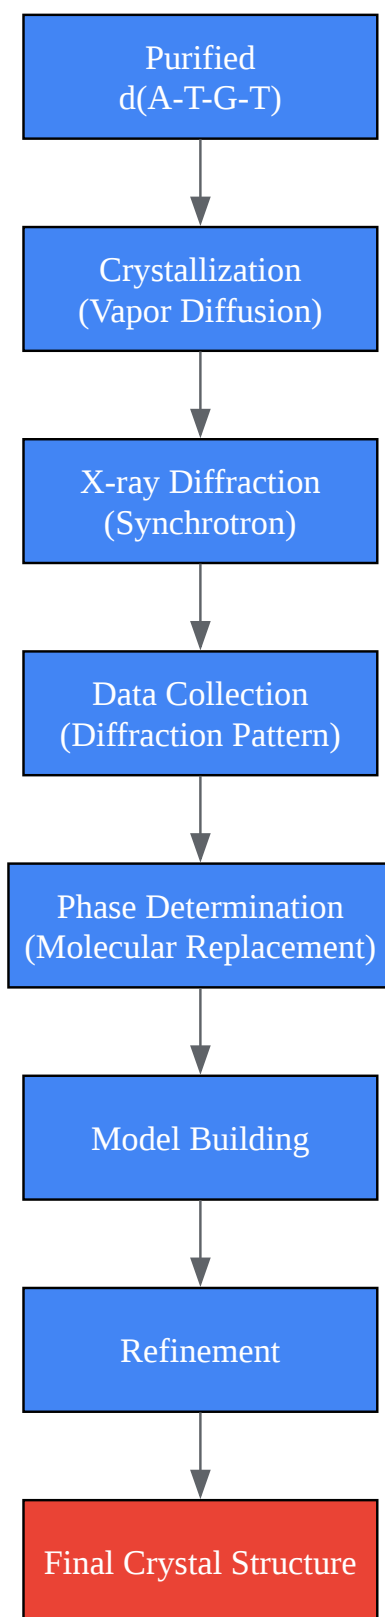 Purified
d(A-T-G-T)
Crystallization
(Vapor Diffusion)
X-ray Diffraction
(Synchrotron)
Data Collection
(Diffraction Pattern)
Phase Determination
(Molecular Replacement)
Model Building
Refinement
Final Crystal Structure